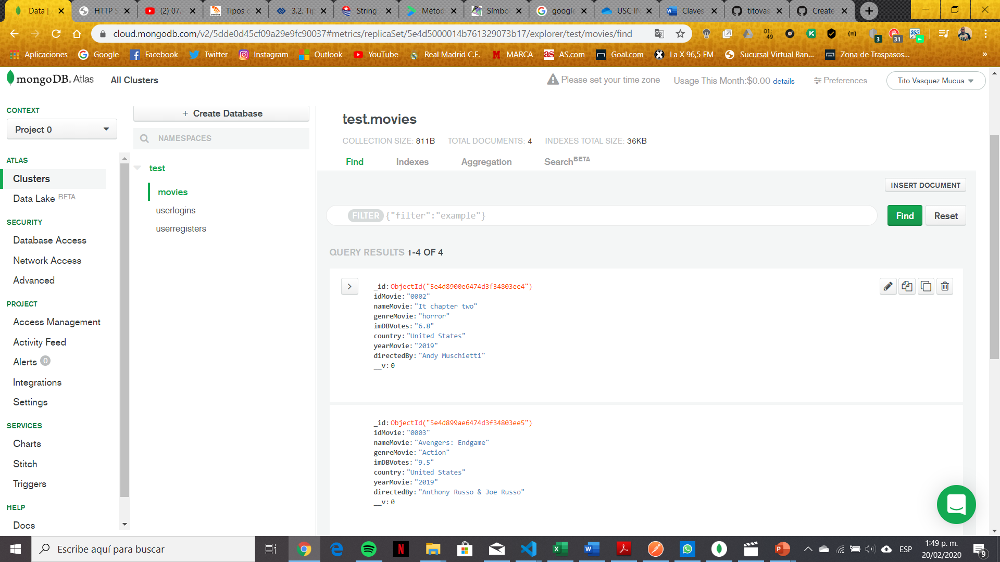 Data |
HTTP S
(2) 07.-
Tipos d
3.2. Tip
String
Métod
Símbo
google
USC IN
Claves
titovas
Create
cloud.mongodb.com/v2/5dde0d45cf09a29e9fc90037#metrics/replicaSet/5e4d5000014b761329073b17/explorer/test/movies/find
01:
49
3
31
365
Aplicaciones
Google
Facebook
Twitter
Instagram
Outlook
YouTube
Real Madrid C.F.
MARCA
AS.com
Goal.com
La X 96,5 FM
Sucursal Virtual Ban...
Zona de Traspasos...
»
mongoDB. Atlas
All Clusters
Please set your time zone
Usage This Month:$0.00 details
Preferences
Tito Vasquez Mucua
CONTEXT
Project 0
ATLAS
Clusters
Data Lake BETA
SECURITY
Database Access
Network Access
Advanced
PROJECT
Access Management
Activity Feed
Alerts 0
Integrations
Settings
SERVICES
Charts
Stitch
Triggers
HELP
Docs
+ Create Database
NAMESPACES
test
movies
userlogins
userregisters
test.movies
COLLECTION SIZE: 811B TOTAL DOCUMENTS: 4 INDEXES TOTAL SIZE: 36KB
Find
Indexes
Aggregation
Search BETA
INSERT DOCUMENT
FILTER {"filter":"example"}
Find
Reset
QUERY RESULTS 1-4 OF 4
_id: ObjectId("5e4d8900e6474d3f34803ee4")
idMovie: "0002"
nameMovie: "It chapter two"
genreMovie: "horror"
imDBVotes: "6.8"
country: "United States"
yearMovie: "2019"
directedBy: "Andy Muschietti"
__v: 0
_id: ObjectId("5e4d899ae6474d3f34803ee5")
idMovie: "0003"
nameMovie: "Avengers: Endgame"
genreMovie: "Action"
imDBVotes: "9.5"
country: "United States"
yearMovie: "2019"
directedBy: "Anthony Russo & Joe Russo"
__v: 0
Escribe aquí para buscar
ESP
1:49 p. m.
20/02/2020
9